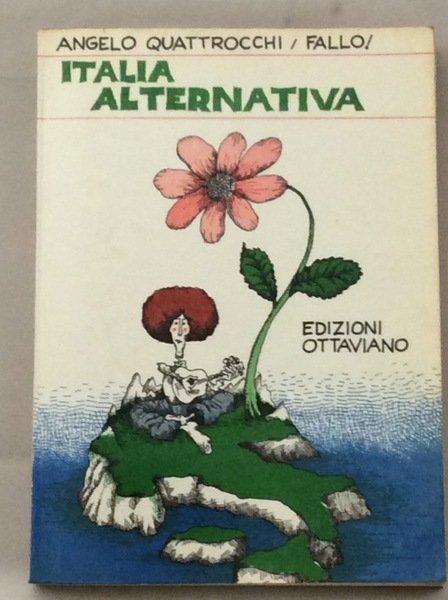 ANGELO QUATTROCCHI / FALLO!
ITALIA
ALTERNATIVA
EDIZIONI
OTTAVIANO